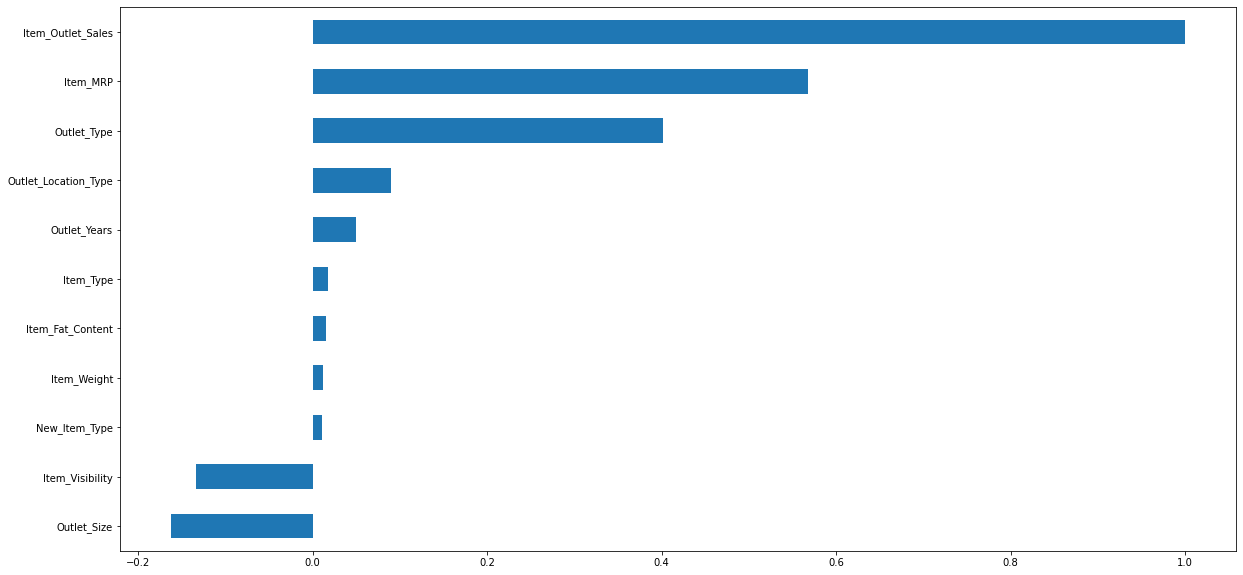 Item_Outlet_Sales
Item_MRP
Outlet_Type
Outlet_Location_Type
Outlet_Years
Item_Type
Item_Fat_Content
Item_Weight
New_Item_Type
Item_Visibility
Outlet_Size
−0.2 0.0 0.2 0.4 0.6 0.8 1.0